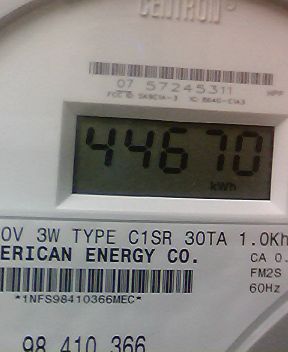 CENTRON
07 57245311
44670
kWh
0V 3W TYPE C1SR 30TA 1.0Kh
ERICAN ENERGY CO.
CA 0.
FM2S
60Hz
*1NFS98410366MEC*
98 410 366